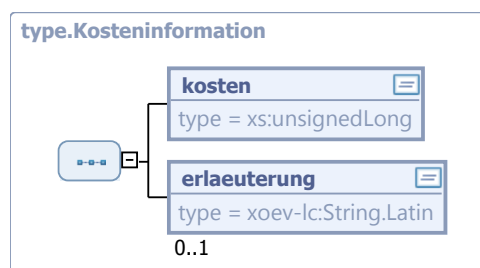 type.Kosteninformation
kosten
type = xs:unsignedLong
erlaeuterung
type = xoev-lc:String.Latin
0..1